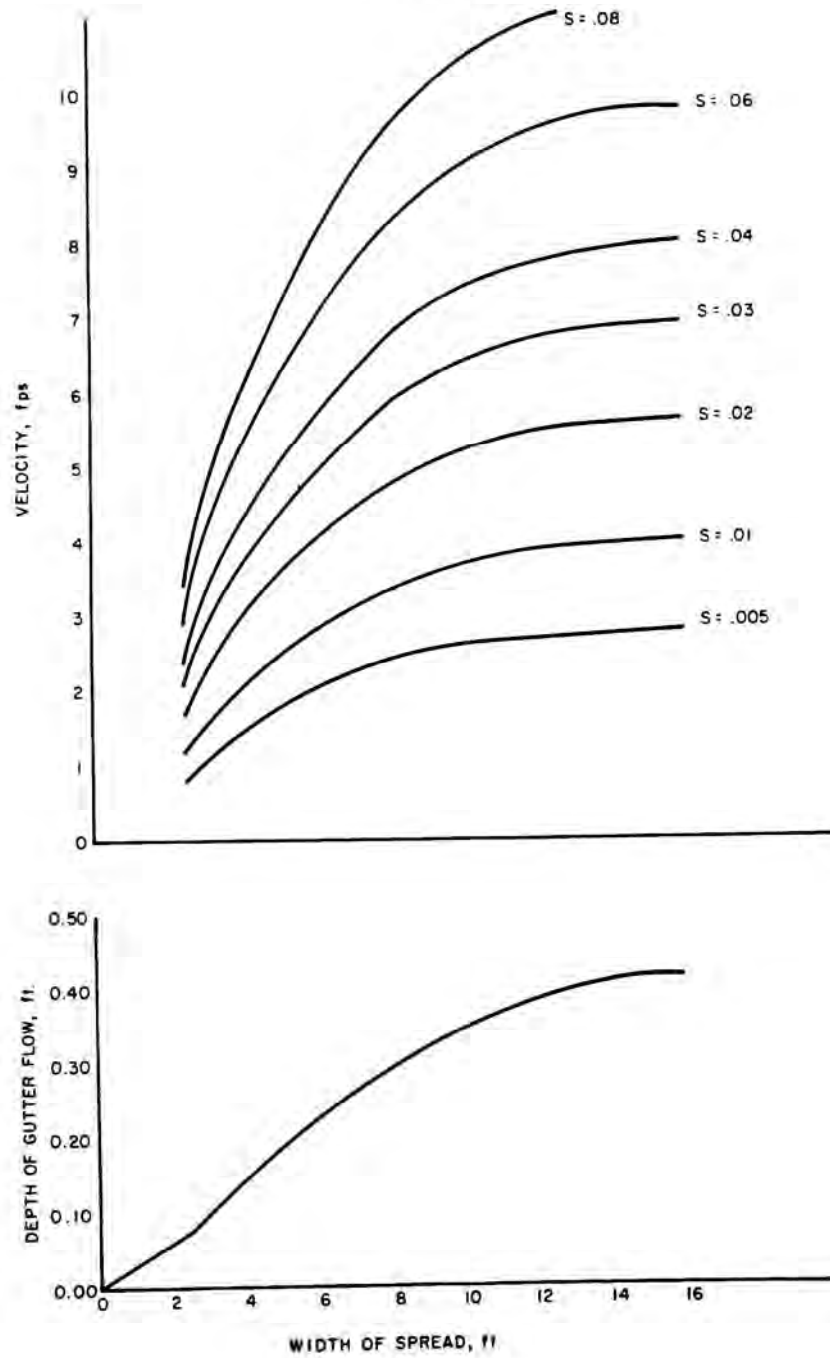 S = .08
10
S = .06
9
8
S = .04
7
S = .03
6
S = .02
5
4
S = .01
3
S = .005
2
1
0
VELOCITY, fps
0.50
0.40
0.30
0.20
0.10
0.00
DEPTH OF GUTTER FLOW, ft.
0 2 4 6 8 10 12 14 16
WIDTH OF SPREAD, ft